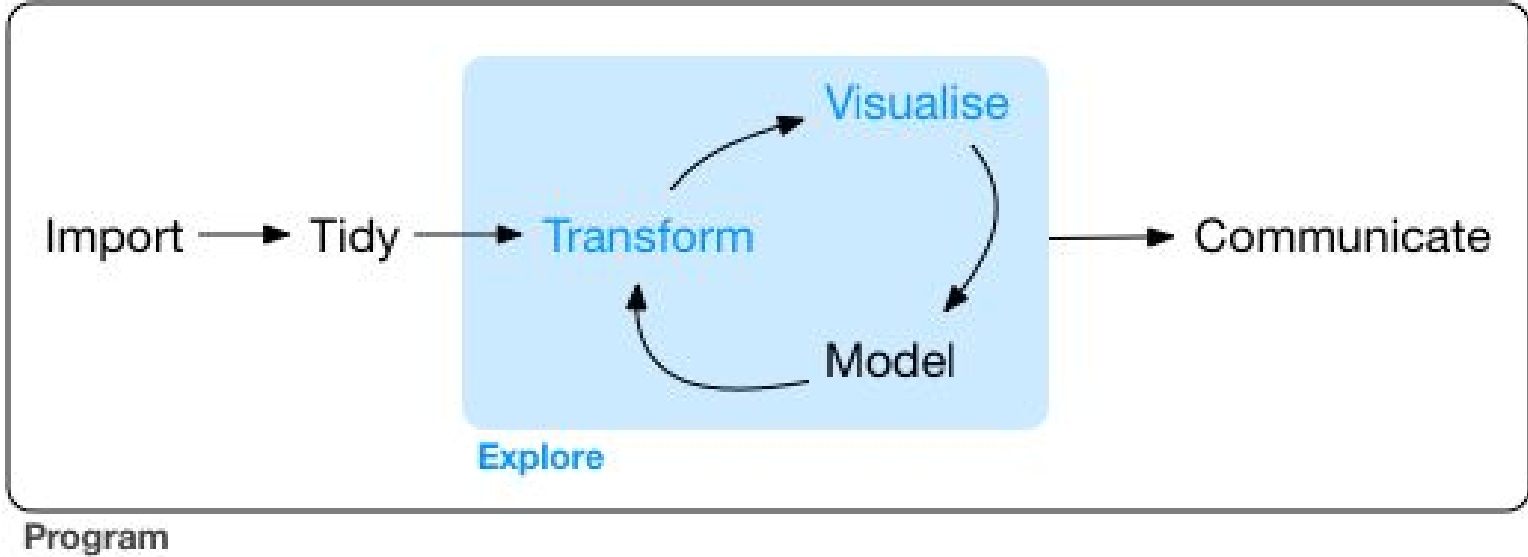 Visualise
Import
Tidy
Transform
Communicate
Model
Explore
Program